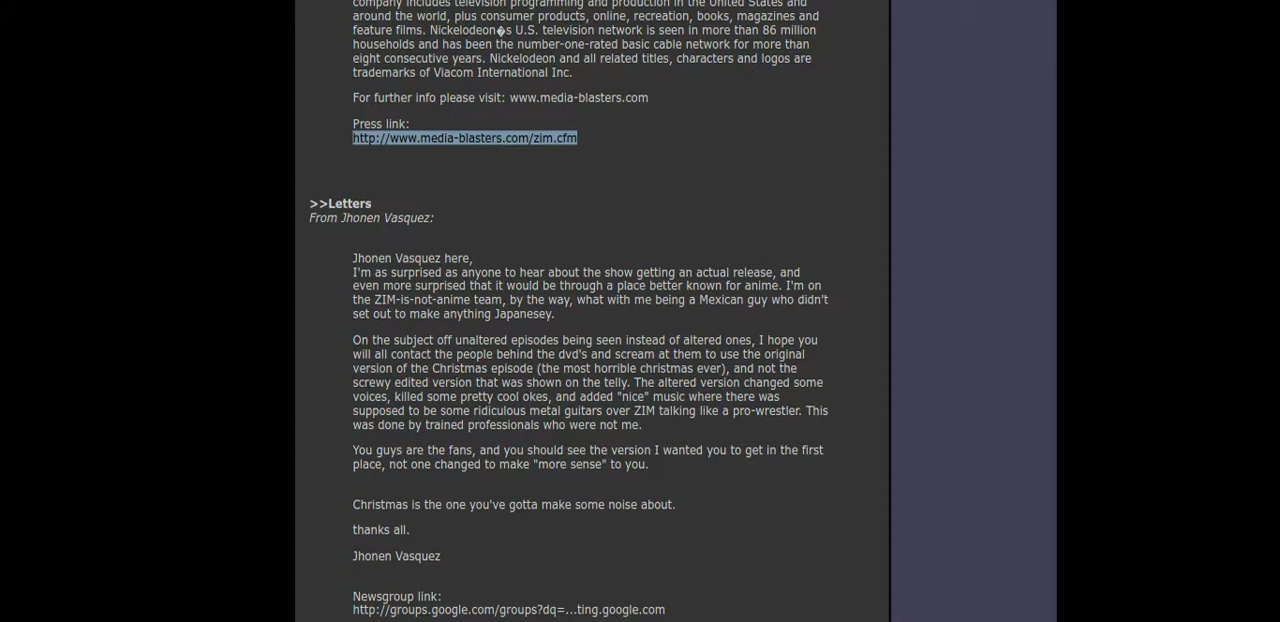 company includes television programming and production in the United States and
around the world, plus consumer products, online, recreation, books, magazines and
feature films. Nickelodeon�s U.S. television network is seen in more than 86 million
households and has been the number-one-rated basic cable network for more than
eight consecutive years. Nickelodeon and all related titles, characters and logos are
trademarks of Viacom International Inc.
For further info please visit: www.media-blasters.com
Press link:
http://www.media-blasters.com/zim.cfm
>>Letters
From Jhonen Vasquez:
Jhonen Vasquez here,
I'm as surprised as anyone to hear about the show getting an actual release, and
even more surprised that it would be through a place better known for anime. I'm on
the ZIM-is-not-anime team, by the way, what with me being a Mexican guy who didn't
set out to make anything Japanesey.
On the subject off unaltered episodes being seen instead of altered ones, I hope you
will all contact the people behind the dvd's and scream at them to use the original
version of the Christmas episode (the most horrible christmas ever), and not the
screwy edited version that was shown on the telly. The altered version changed some
voices, killed some pretty cool okes, and added "nice" music where there was
supposed to be some ridiculous metal guitars over ZIM talking like a pro-wrestler. This
was done by trained professionals who were not me.
You guys are the fans, and you should see the version I wanted you to get in the first
place, not one changed to make "more sense" to you.
Christmas is the one you've gotta make some noise about.
thanks all.
Jhonen Vasquez
Newsgroup link:
http://groups.google.com/groups?dq=...ting.google.com